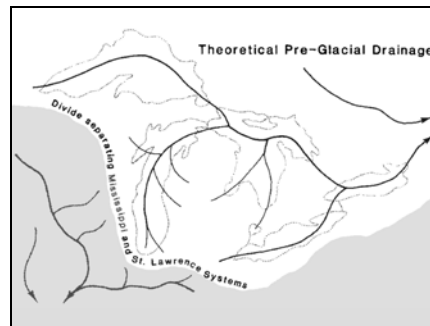 Theoretical Pre-Glacial Drainage
Divide separating Mississippi and St. Lawrence Systems